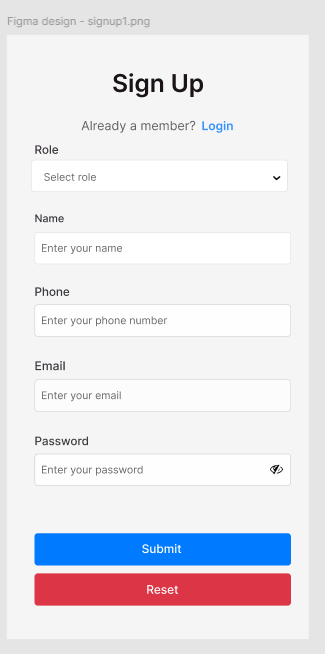 Figma design - signup1.png
Sign Up
Already a member? Login
Role
Select role
Name
Enter your name
Phone
Enter your phone number
Email
Enter your email
Password
Enter your password
Submit
Reset